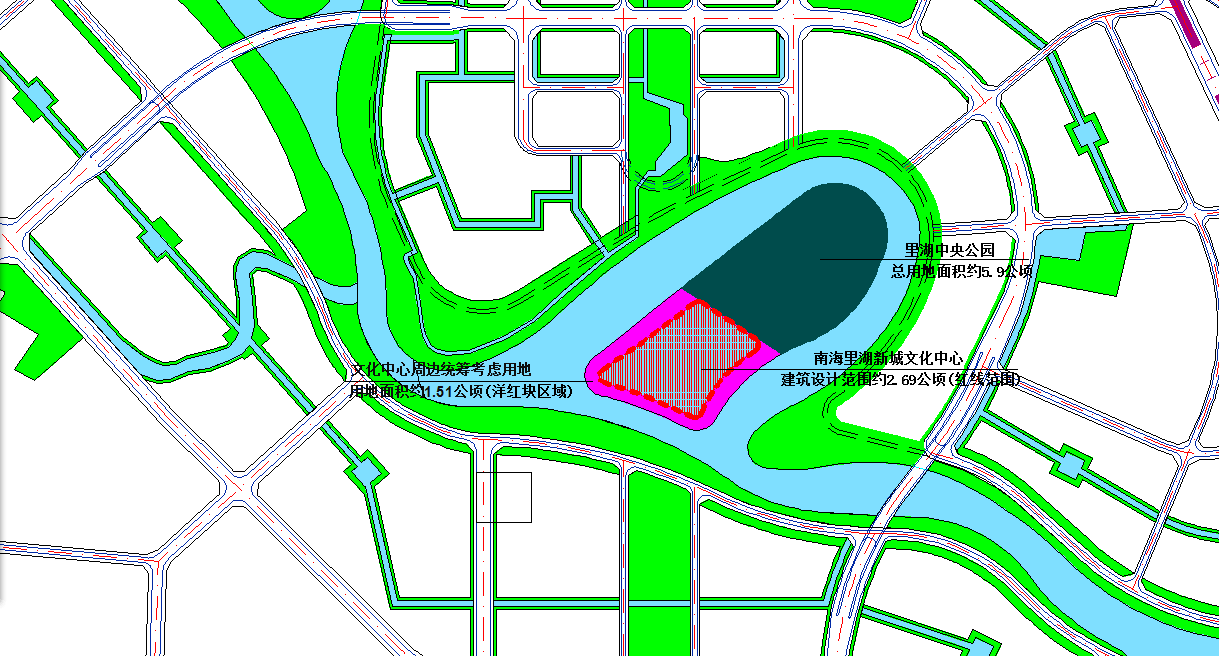 里湖中央公园
总用地面积约5.9公顷
南海里湖新城文化中心
建筑设计范围约2.69公顷(红线范围)
文化中心周边统筹考虑用地
用地面积约1.51公顷(洋红块区域)